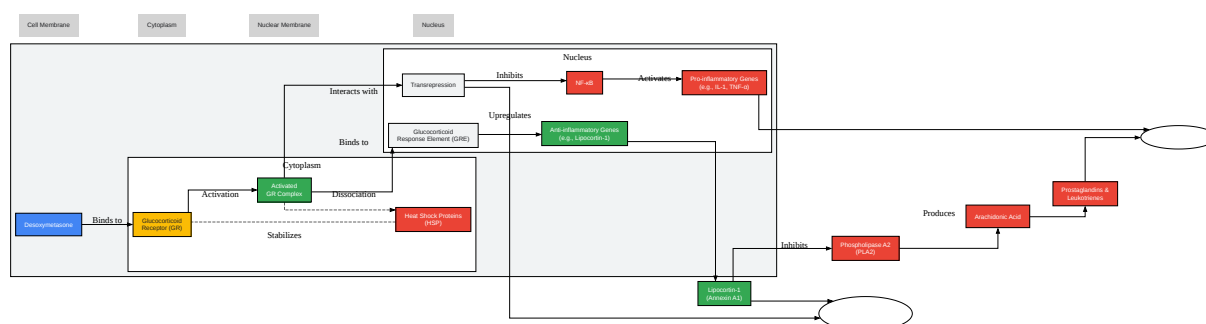 Cell Membrane
Cytoplasm
Nuclear Membrane
Nucleus
Nucleus
Interacts with
Transrepression
Inhibits
NF-κB
Activates
Pro-inflammatory Genes
(e.g., IL-1, TNF-α)
Binds to
Glucocorticoid
Response Element (GRE)
Upregulates
Anti-inflammatory Genes
(e.g., Lipocortin-1)
Cytoplasm
Activation
Activated
GR Complex
Dissociation
Desoxymetasone
Binds to
Glucocorticoid
Receptor (GR)
Stabilizes
Heat Shock Proteins
(HSP)
Prostaglandins &
Leukotrienes
Produces
Arachidonic Acid
Inhibits
Phospholipase A2
(PLA2)
Lipocortin-1
(Annexin A1)